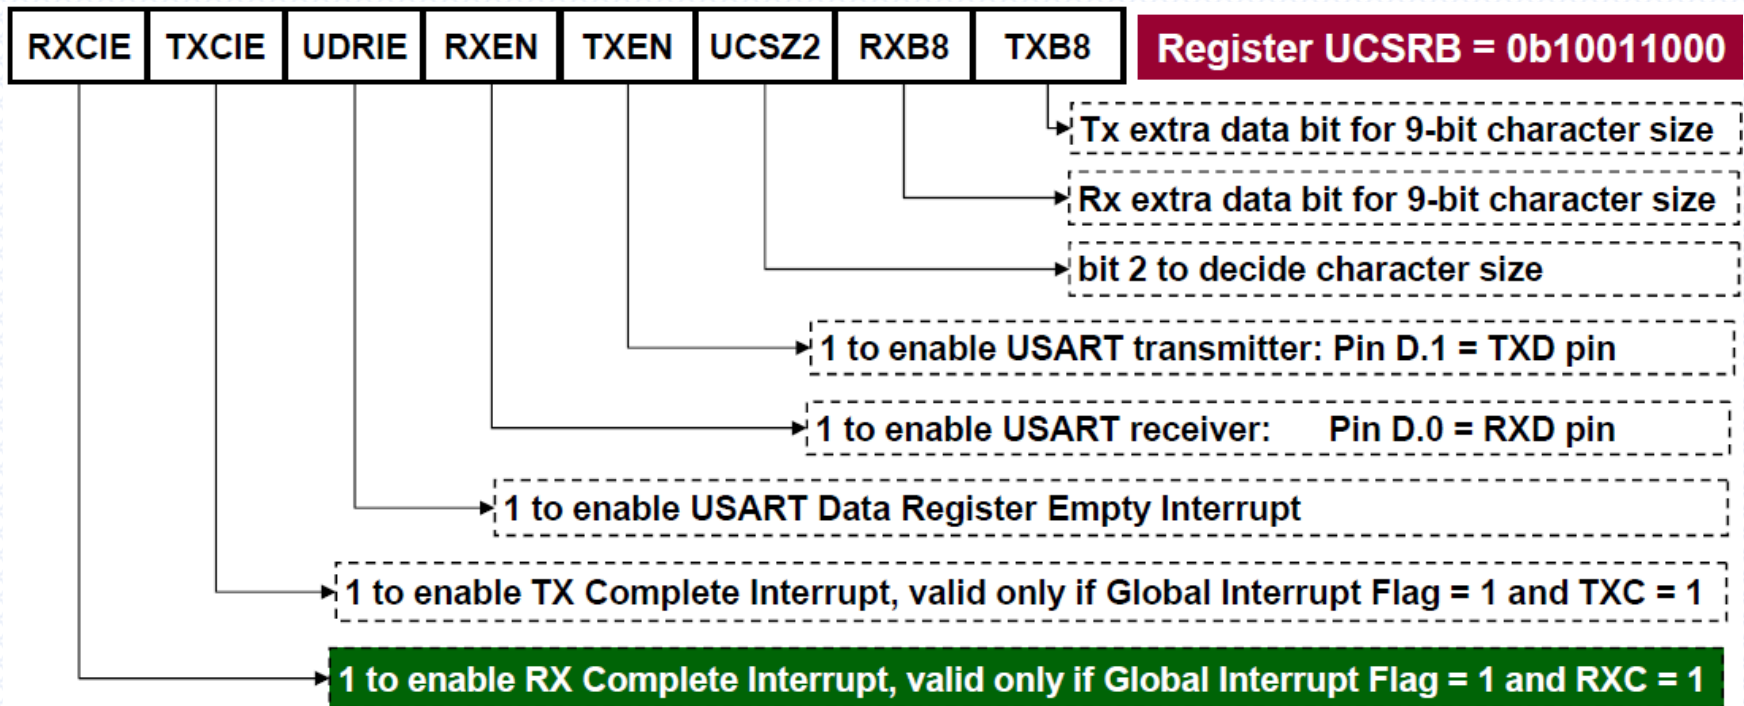 RXCIE TXCIE UDRIE RXEN TXEN UCSZ2 RXB8 TXB8 Register UCSRB = 0b10011000
Tx extra data bit for 9-bit character size
Rx extra data bit for 9-bit character size
bit 2 to decide character size
1 to enable USART transmitter: Pin D.1 = TXD pin
1 to enable USART receiver: Pin D.0 = RXD pin
1 to enable USART Data Register Empty Interrupt
1 to enable TX Complete Interrupt, valid only if Global Interrupt Flag = 1 and TXC = 1
1 to enable RX Complete Interrupt, valid only if Global Interrupt Flag = 1 and RXC = 1